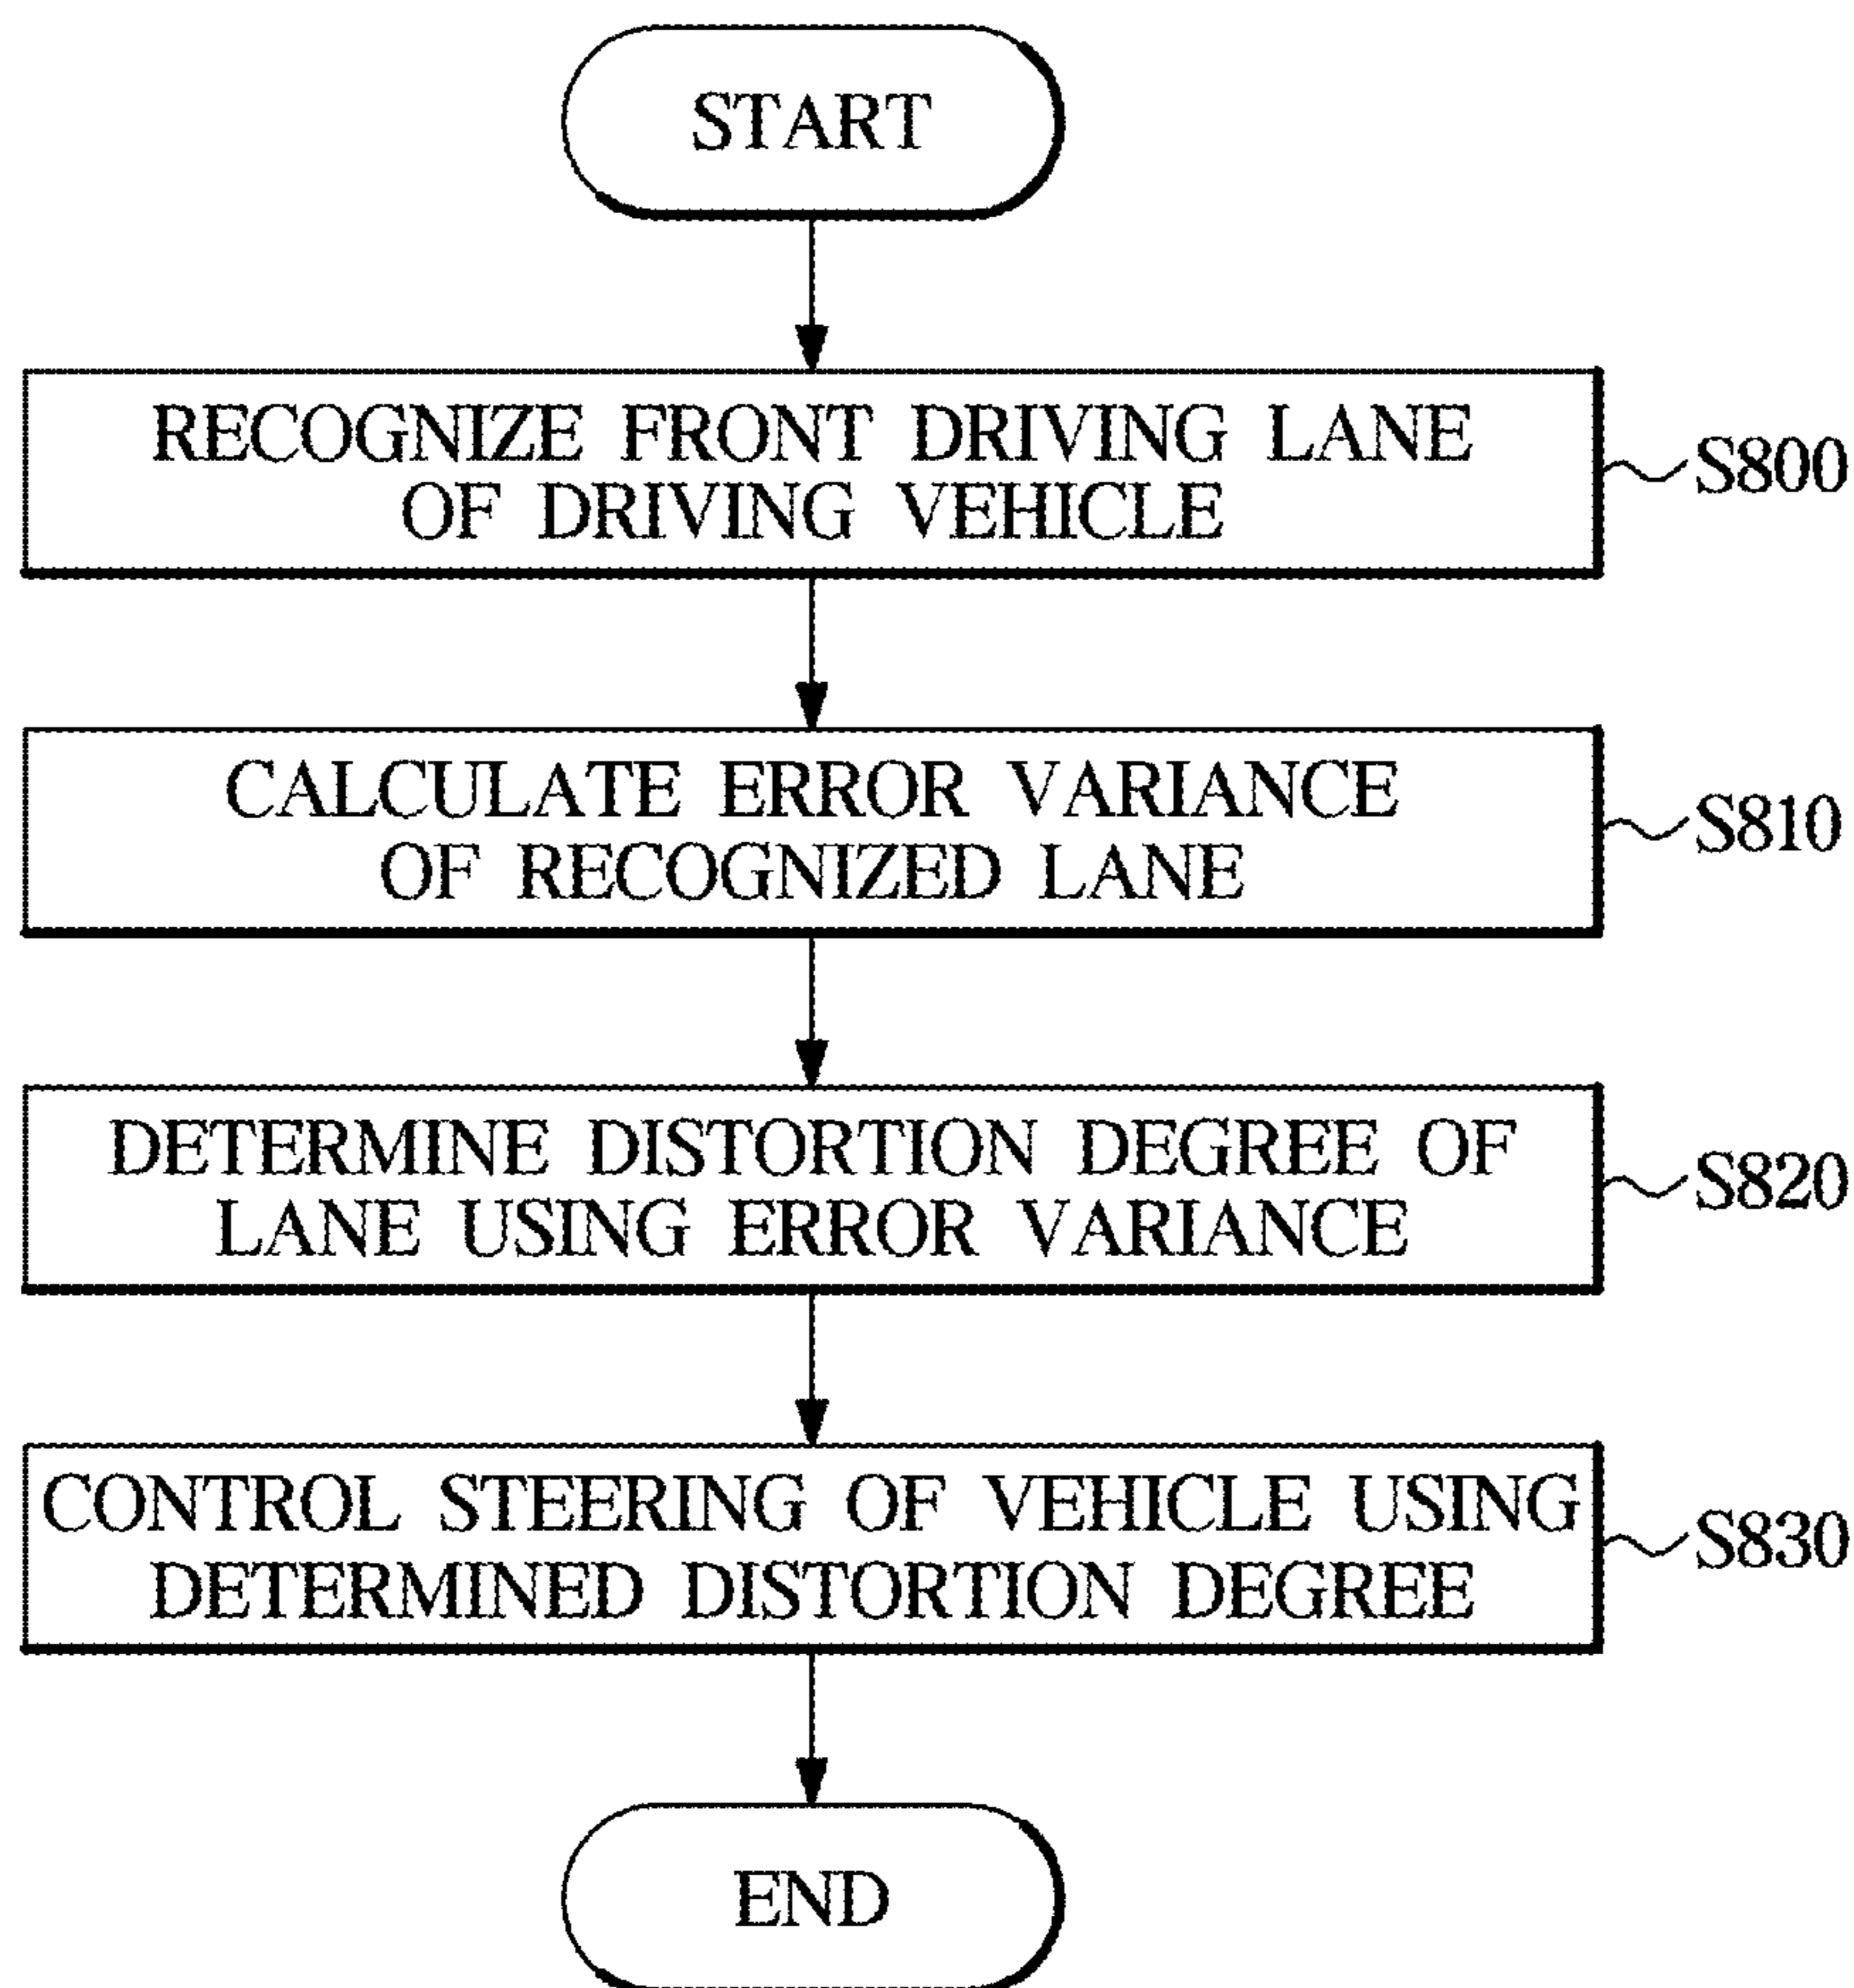 START
RECOGNIZE FRONT DRIVING LANE
OF DRIVING VEHICLE
S800
CALCULATE ERROR VARIANCE
OF RECOGNIZED LANE
S810
DETERMINE DISTORTION DEGREE OF
LANE USING ERROR VARIANCE
S820
CONTROL STEERING OF VEHICLE USING
DETERMINED DISTORTION DEGREE
S830
END